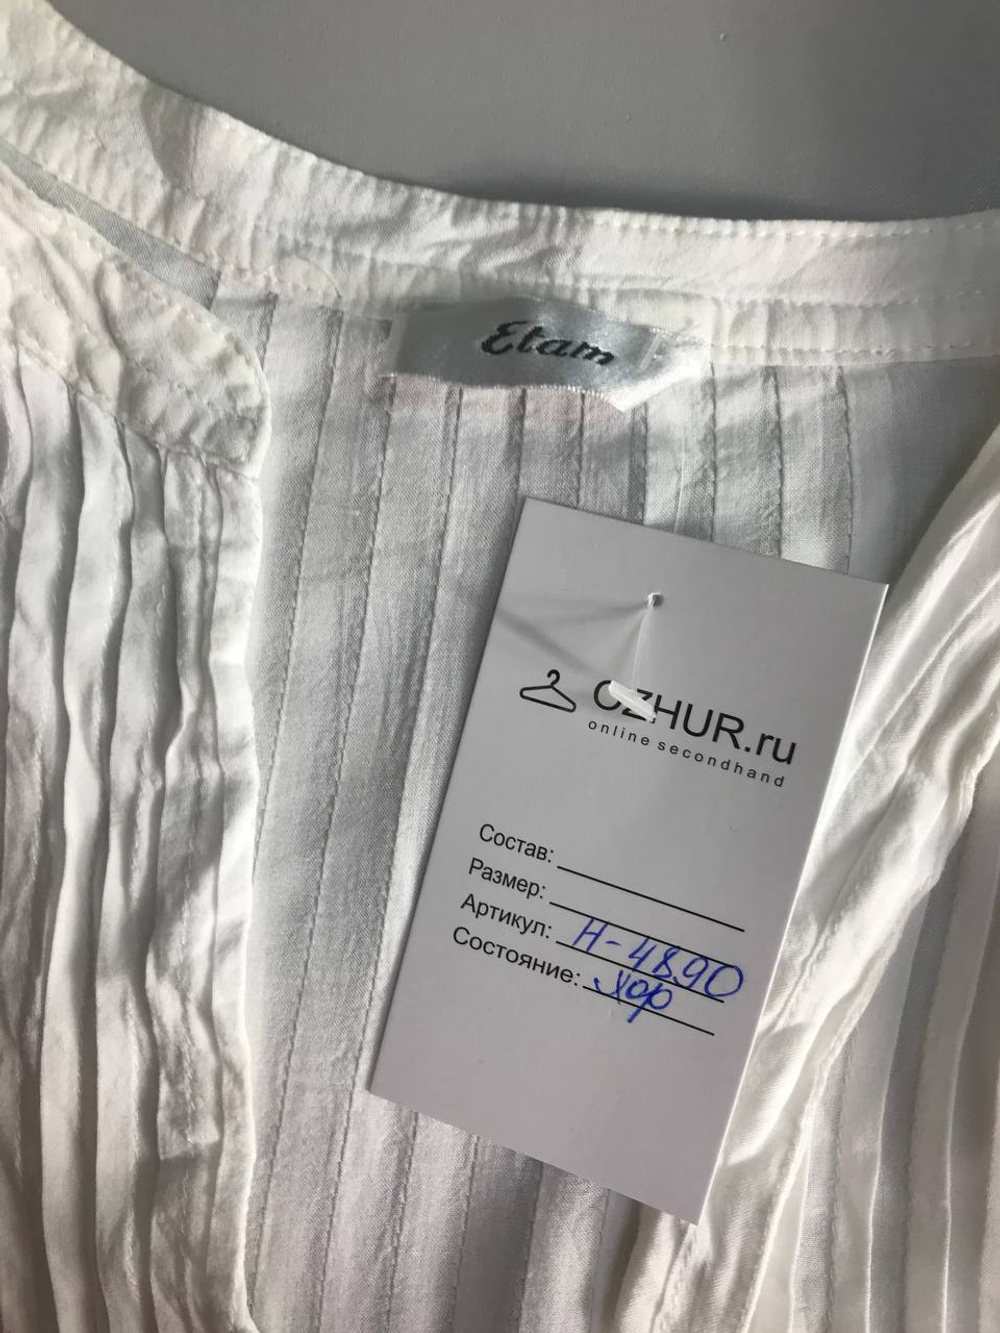 Etam
OZHUR.ru
online secondhand
Состав:
Размер:
Артикул: Н-4890
Состояние: хор